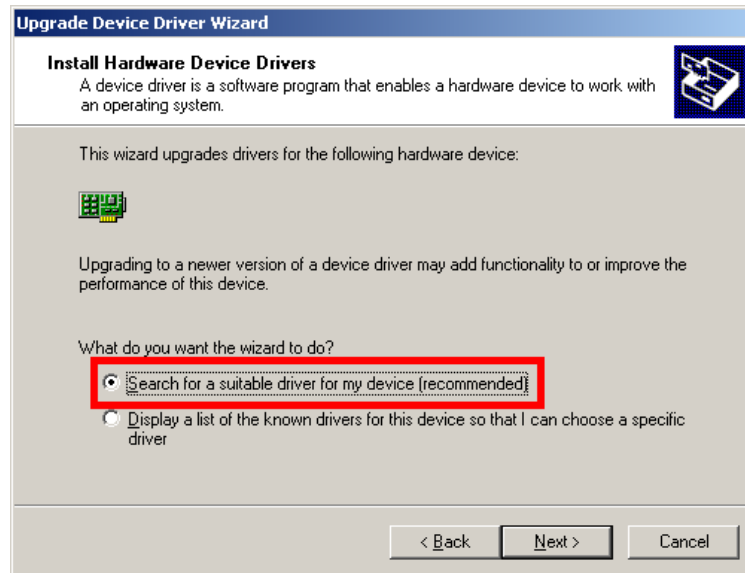 Upgrade Device Driver Wizard
Install Hardware Device Drivers
A device driver is a software program that enables a hardware device to work with
an operating system.
This wizard upgrades drivers for the following hardware device:
Upgrading to a newer version of a device driver may add functionality to or improve the
performance of this device.
What do you want the wizard to do?
Search for a suitable driver for my device (recommended)
Display a list of the known drivers for this device so that I can choose a specific
driver
< Back
Next >
Cancel